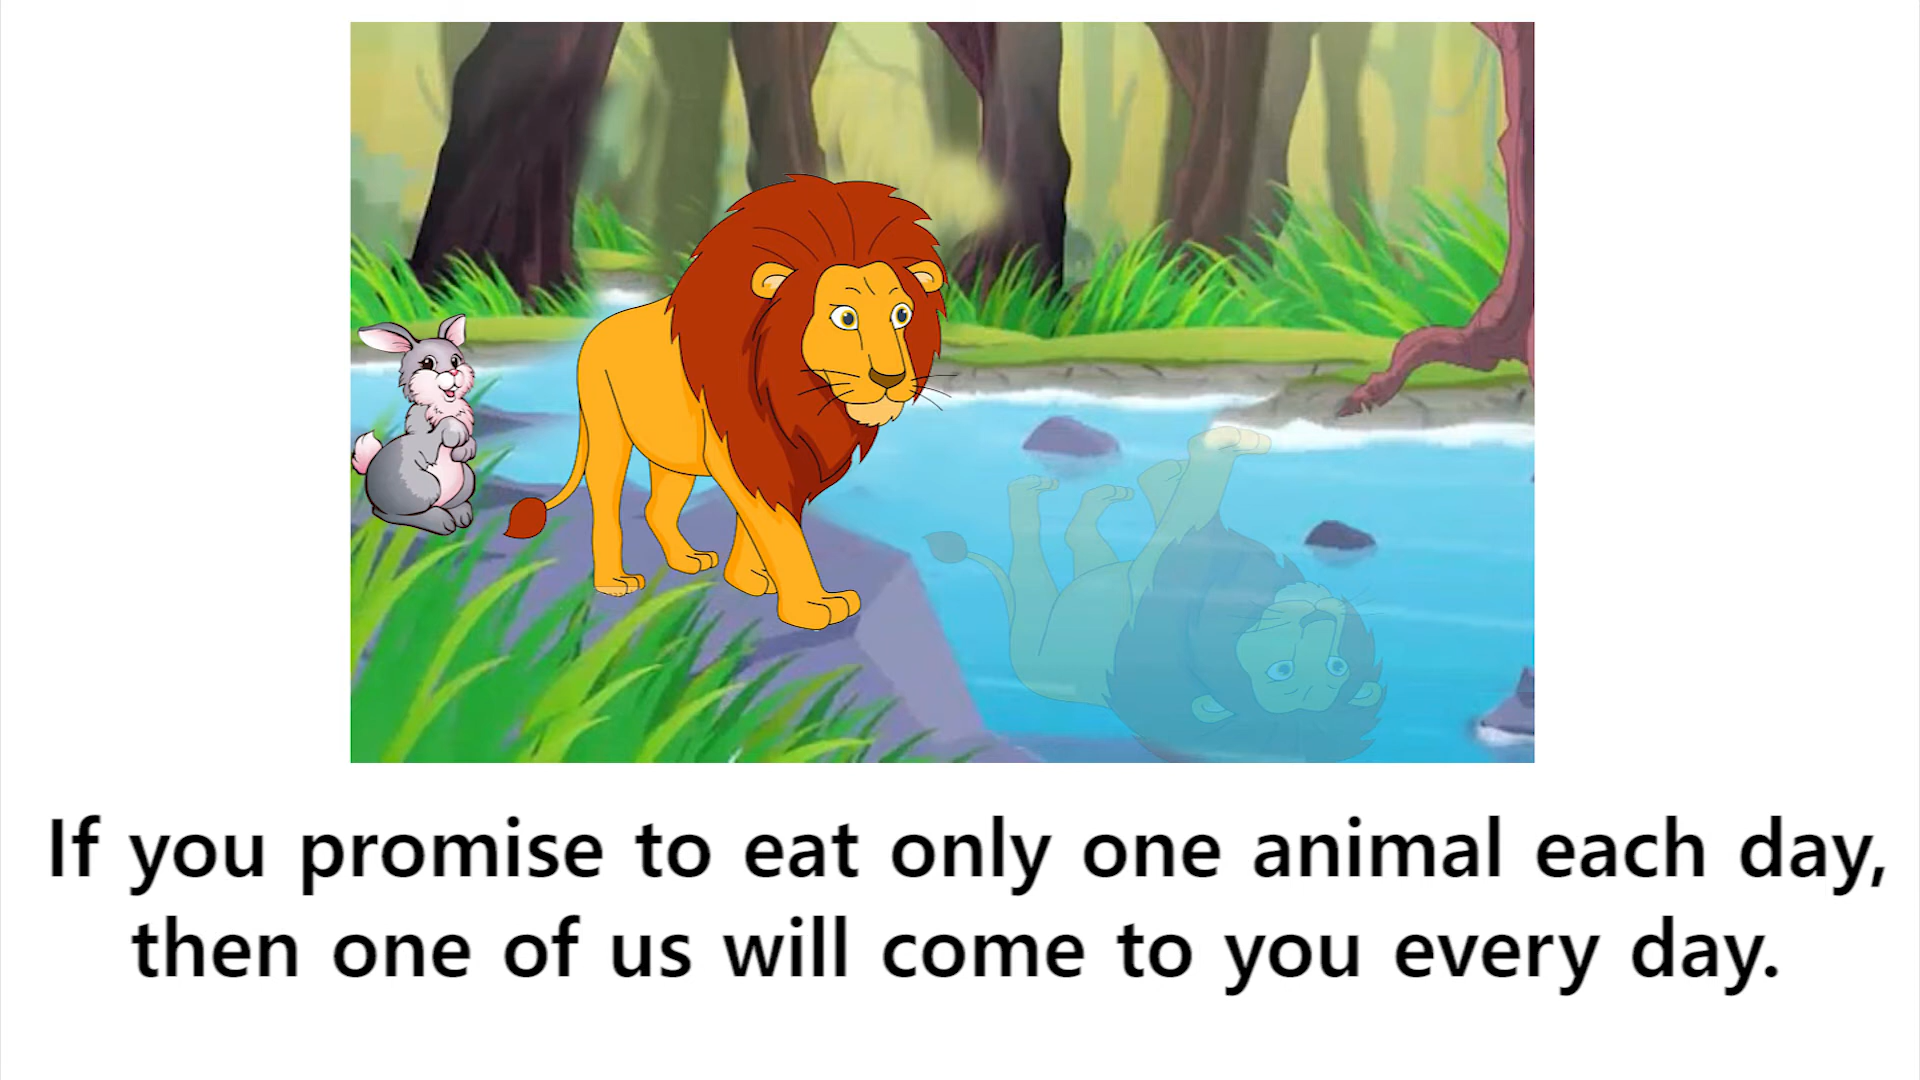 If you promise to eat only one animal each day,
then one of us will come to you every day.